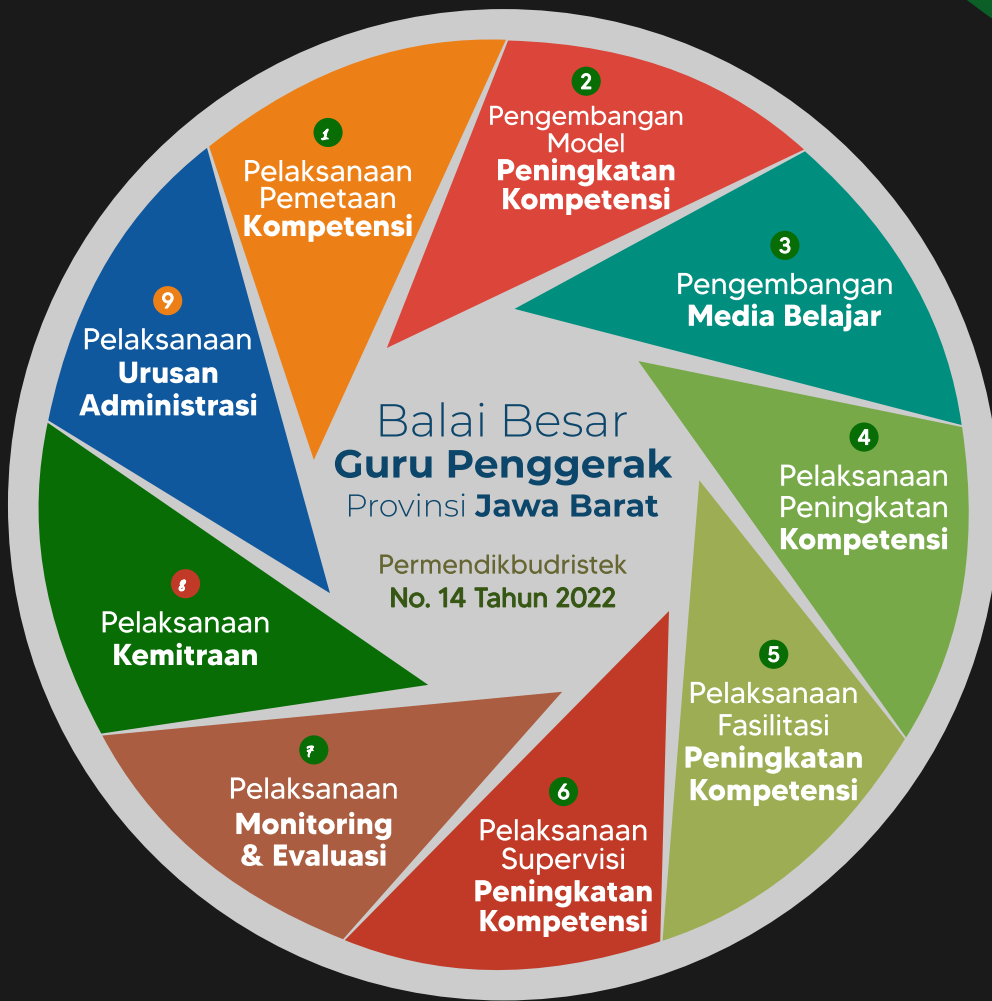 Balai Besar
Guru Penggerak
Provinsi Jawa Barat
Permendikbudristek
No. 14 Tahun 2022
1
Pelaksanaan
Pemetaan
Kompetensi
2
Pengembangan
Model
Peningkatan
Kompetensi
3
Pengembangan
Media Belajar
4
Pelaksanaan
Peningkatan
Kompetensi
5
Pelaksanaan
Fasilitasi
Peningkatan
Kompetensi
6
Pelaksanaan
Supervisi
Peningkatan
Kompetensi
7
Pelaksanaan
Monitoring
& Evaluasi
8
Pelaksanaan
Kemitraan
9
Pelaksanaan
Urusan
Administrasi